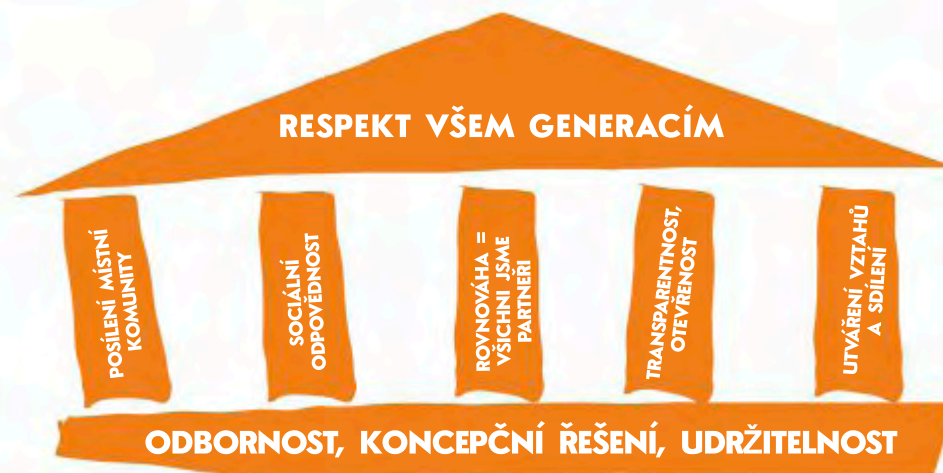 RESPEKT VŠEM GENERACÍM
POSÍLENÍ MÍSTNÍ
KOMUNITY
SOCIÁLNÍ
ODPOVĚDNOST
ROVNOVÁHA =
VŠICHNI JSME
PARTNEŘI
TRANSPARENTNOST,
OTEVŘENOST
UTVÁŘENÍ VZTAHŮ
A SDÍLENÍ
ODBORNOST, KONCEPČNÍ ŘEŠENÍ, UDRŽITELNOST